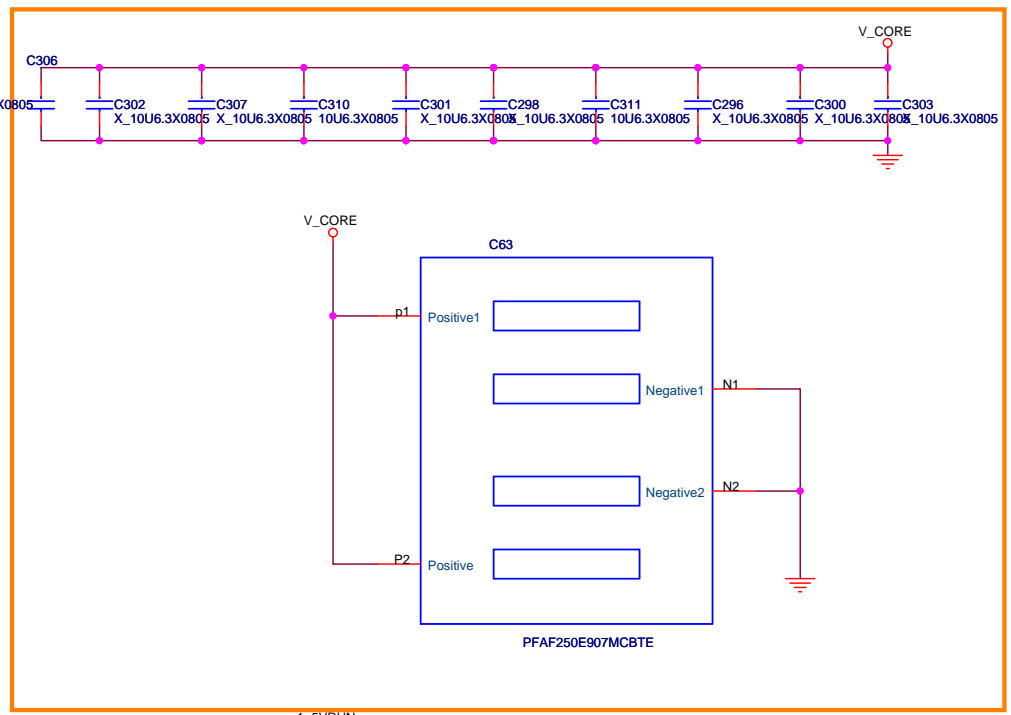 V_CORE
C306
C302
C307
C310
C301
C298
C311
C296
C300
C303
X0805
X_10U6.3X0805
X_10U6.3X0805
10U6.3X0805
X_10U6.3X0805
X_10U6.3X0805
10U6.3X0805
X_10U6.3X0805
X_10U6.3X0805
X_10U6.3X0805
V_CORE
C63
p1
Positive1
Negative1
N1
Negative2
N2
P2
Positive
PFAF250E907MCBTE